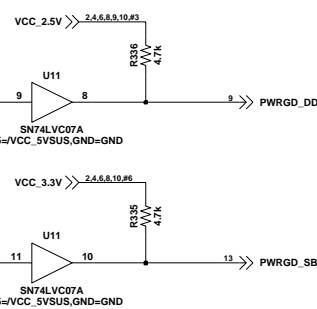 VCC_2.5V 2,4,6,8,9,10,#3
R336
4.7k
U11
9 8 9 PWRGD_DD
SN74LVC07A
5=/VCC_5VSUS,GND=GND
VCC_3.3V 2,4,6,8,10,#6
R335
4.7k
U11
11 10 13 PWRGD_SB
SN74LVC07A
5=/VCC_5VSUS,GND=GND